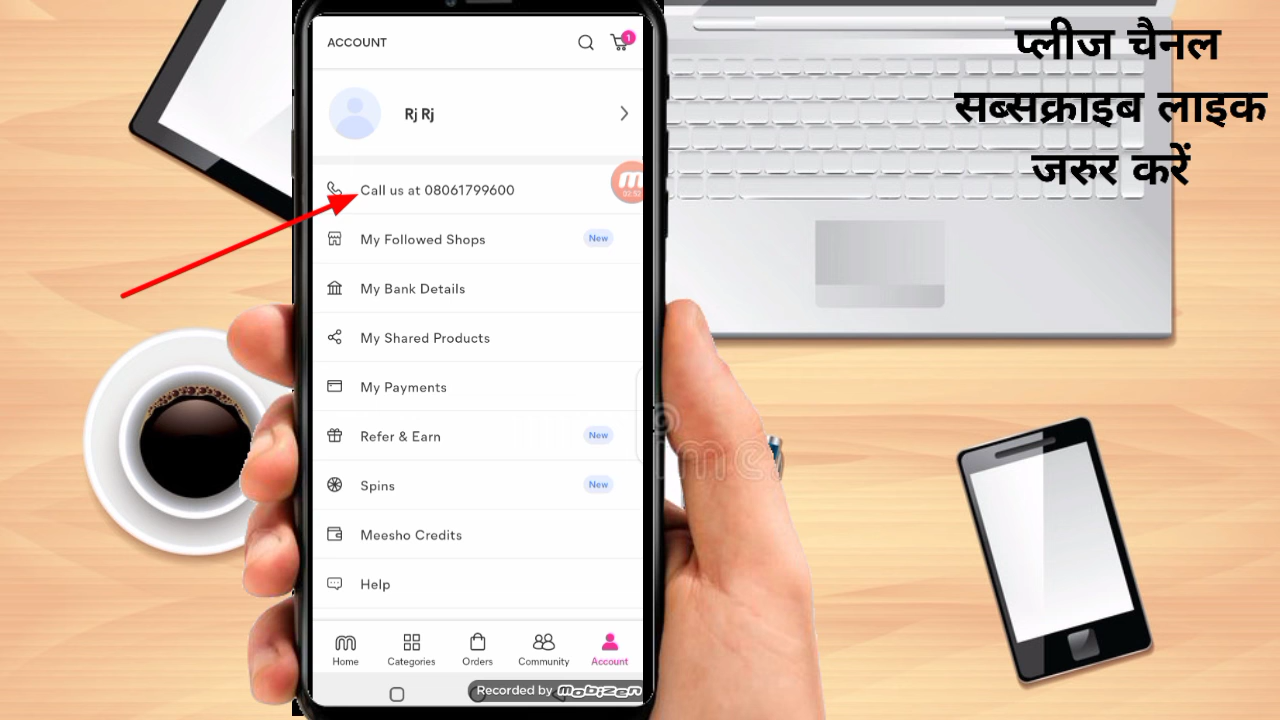 ACCOUNT
1
Rj Rj
Call us at 08061799600
My Followed Shops New
My Bank Details
My Shared Products
My Payments
Refer & Earn New
Spins New
Meesho Credits
Help
Home Categories Orders Community Account
Recorded by mobizen
प्लीज चैनल
सब्सक्राइब लाइक
जरुर करें